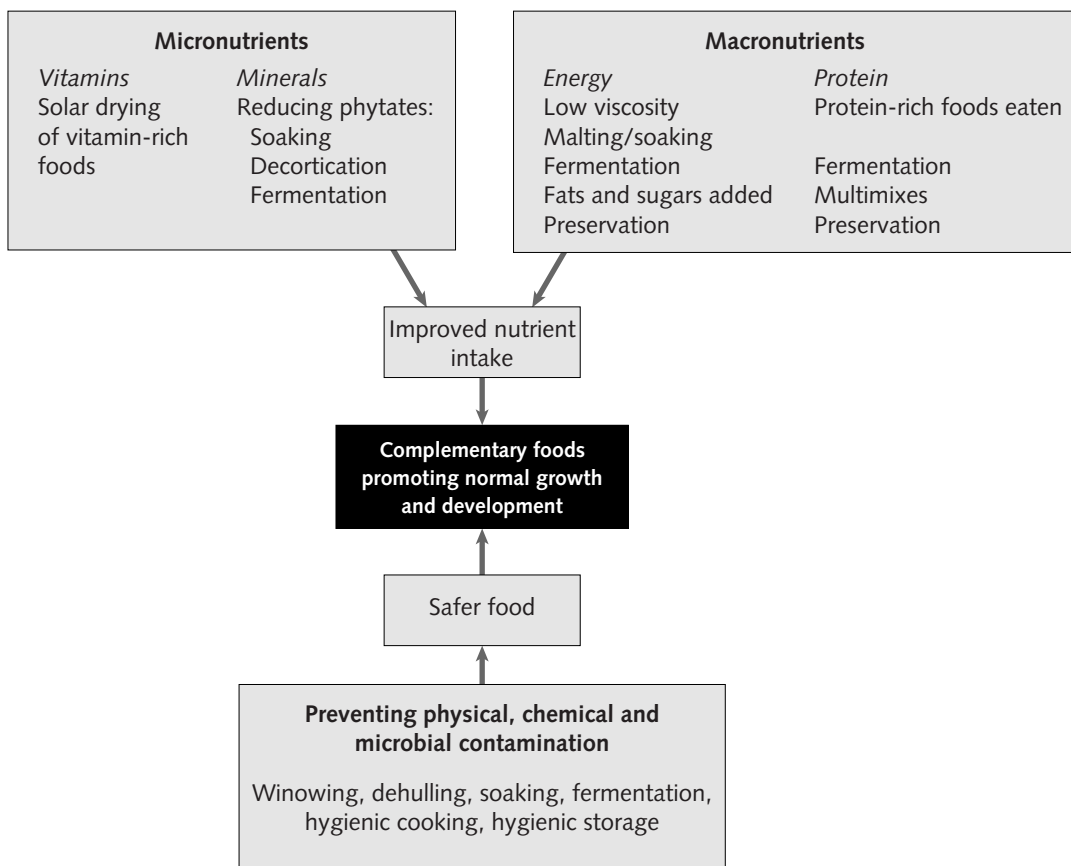 Micronutrients
Vitamins
Solar drying
of vitamin-rich
foods
Minerals
Reducing phytates:
Soaking
Decortication
Fermentation
Macronutrients
Energy
Low viscosity
Malting/soaking
Fermentation
Fats and sugars added
Preservation
Protein
Protein-rich foods eaten
Fermentation
Multimixes
Preservation
Improved nutrient
intake
Complementary foods
promoting normal growth
and development
Safer food
Preventing physical, chemical and
microbial contamination
Winowing, dehulling, soaking, fermentation,
hygienic cooking, hygienic storage